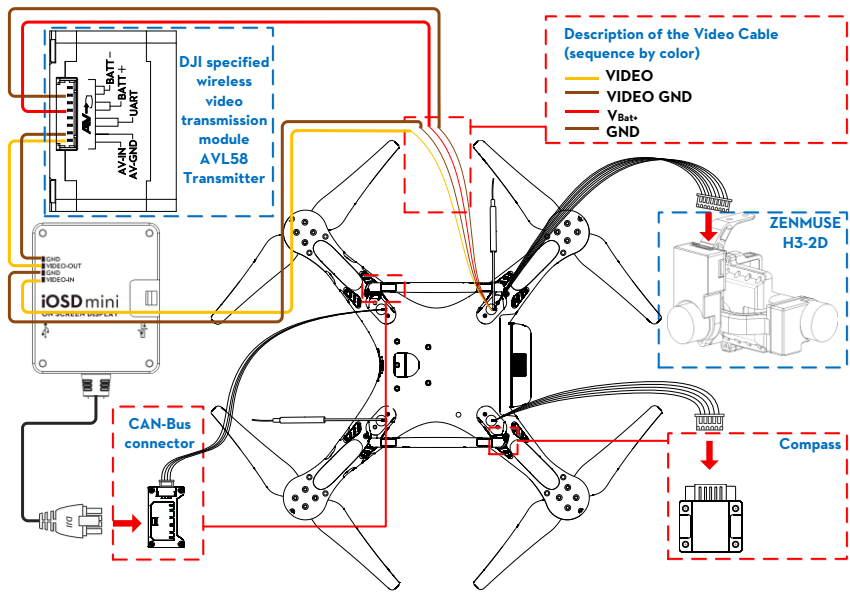 Description of the Video Cable
(sequence by color)
VIDEO
VIDEO GND
VBat+
GND
DJI specified
wireless
video
transmission
module
AVL58
Transmitter
BATT-
BATT+
UART
AV-IN
AV-GND
ZENMUSE
H3-2D
GND
VIDEO-OUT
GND
VIDEO-IN
iOSD mini
ON SCREEN DISPLAY
CAN-Bus
connector
Compass
DJI